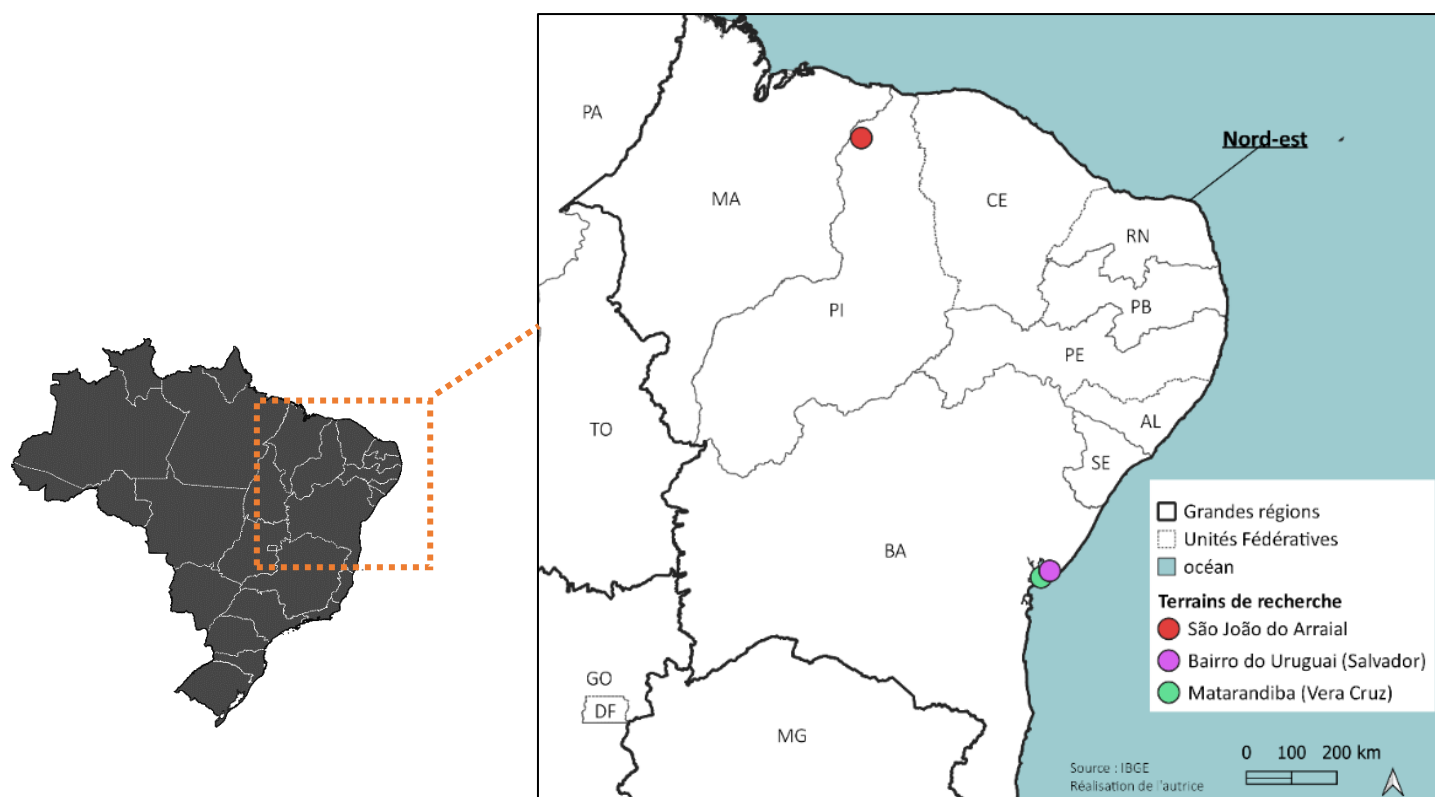 PA
Nord-est
MA
CE
RN
PI
PB
PE
TO
AL
SE
BA
GO
DF
MG
Grandes régions
Unités Fédératives
océan
Terrains de recherche
São João do Arraial
Bairro do Uruguai (Salvador)
Matarandiba (Vera Cruz)
0 100 200 km
Source : IBGE
Réalisation de l'autrice